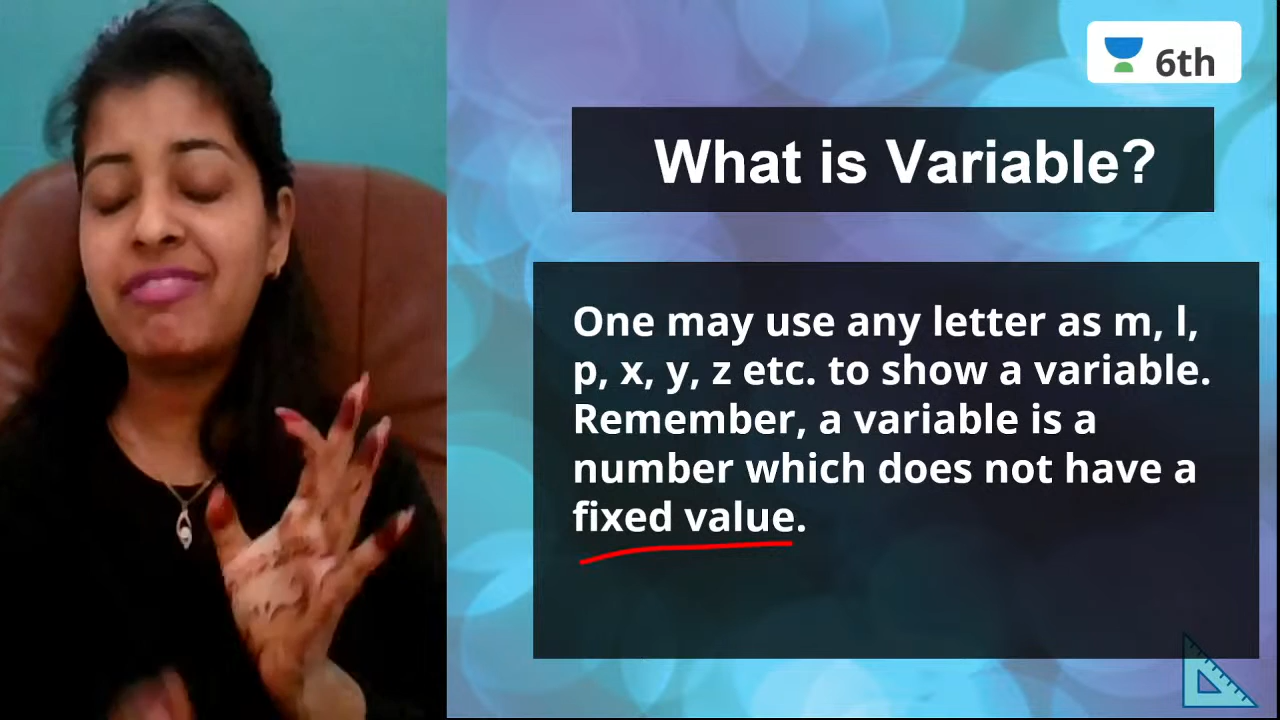 6th
What is Variable?
One may use any letter as m, l,
p, x, y, z etc. to show a variable.
Remember, a variable is a
number which does not have a
fixed value.